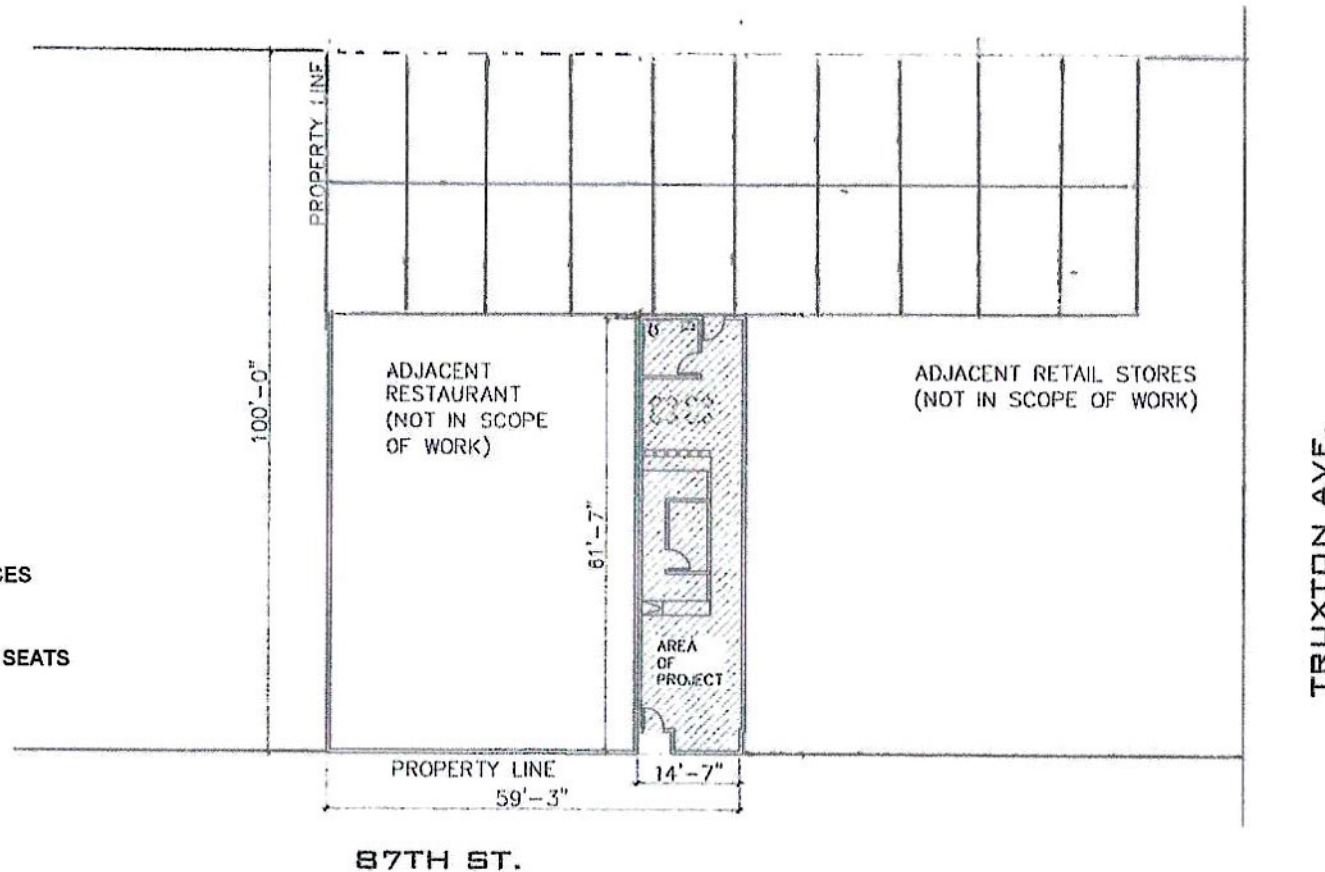 PROPERTY LINE
100'-0"
ADJACENT
RESTAURANT
(NOT IN SCOPE
OF WORK)
61'-7"
ADJACENT RETAIL STORES
(NOT IN SCOPE OF WORK)
CES
SEATS
AREA
OF
PROJECT
PROPERTY LINE
14'-7"
59'-3"
87TH ST.
TRUXTON AVE.